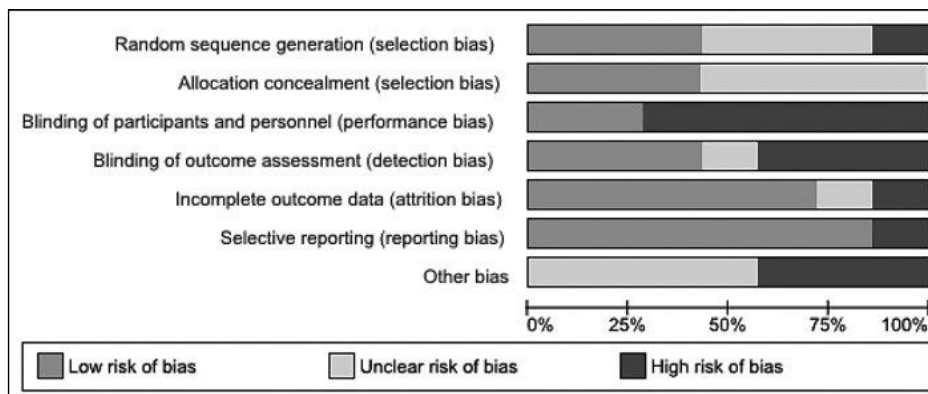 Random sequence generation (selection bias)
Allocation concealment (selection bias)
Blinding of participants and personnel (performance bias)
Blinding of outcome assessment (detection bias)
Incomplete outcome data (attrition bias)
Selective reporting (reporting bias)
Other bias
0% 25% 50% 75% 100%
Low risk of bias Unclear risk of bias High risk of bias